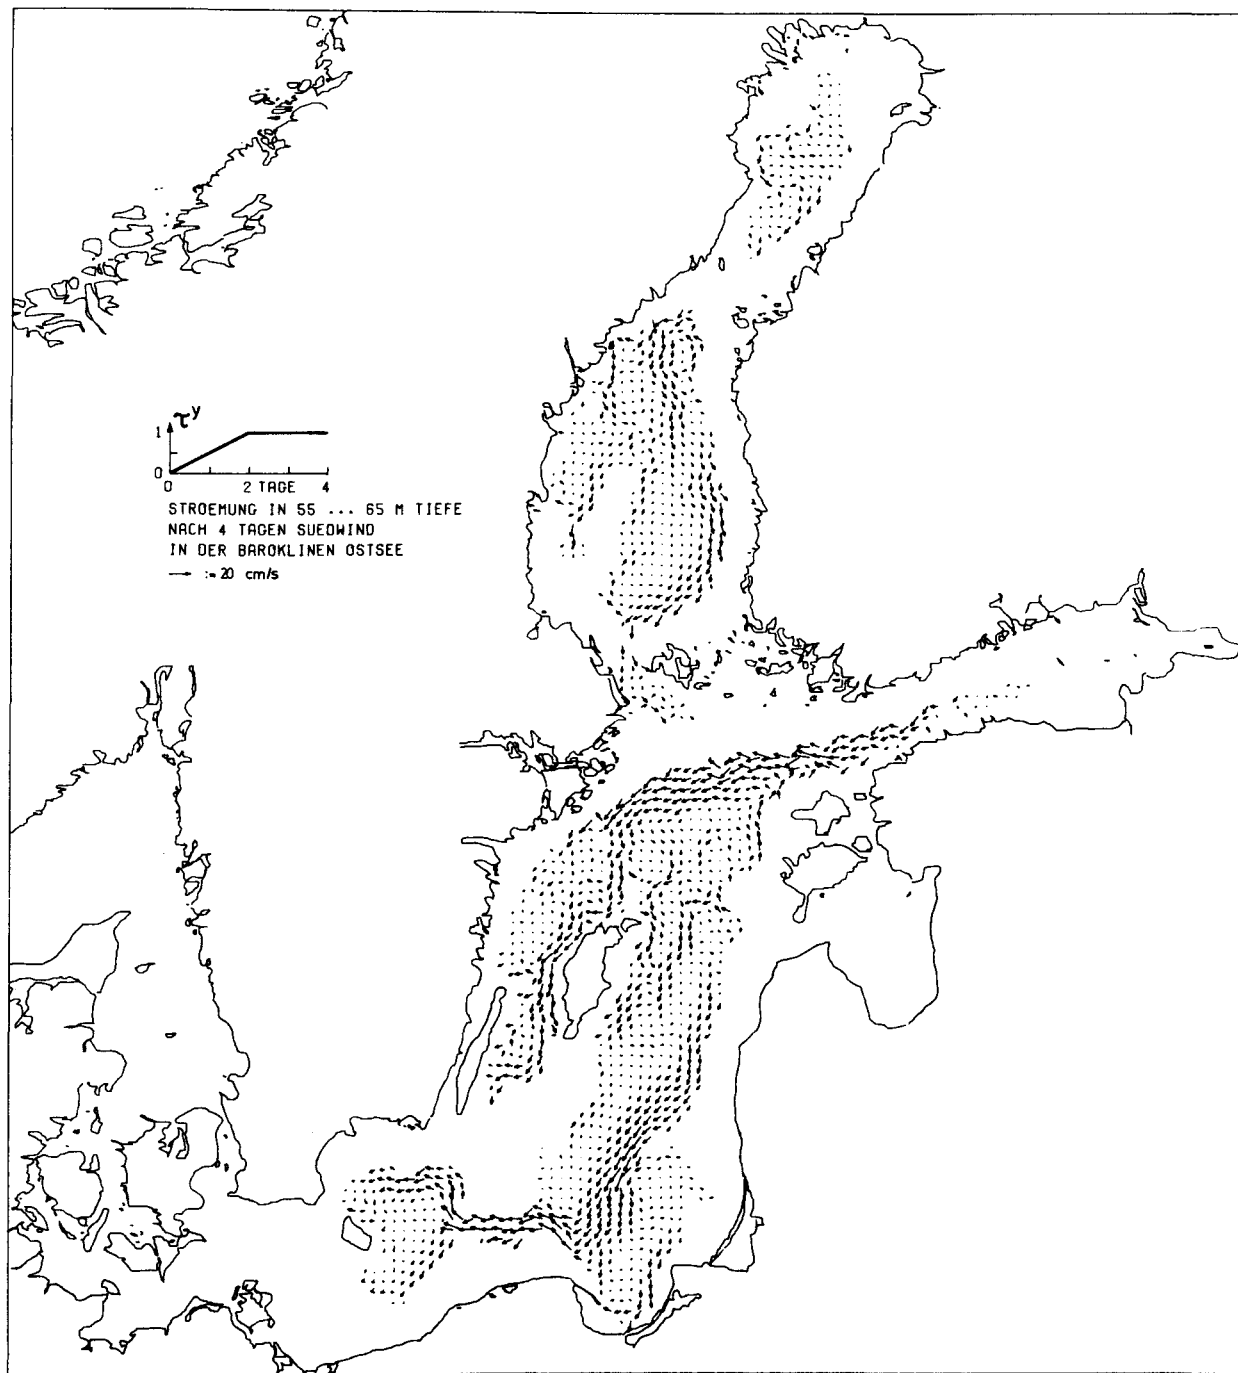 τʸ
1
0
0 2 TAGE 4
STROEMUNG IN 55 ... 65 M TIEFE
NACH 4 TAGEN SUEDWIND
IN DER BAROKLINEN OSTSEE
→ := 20 cm/s